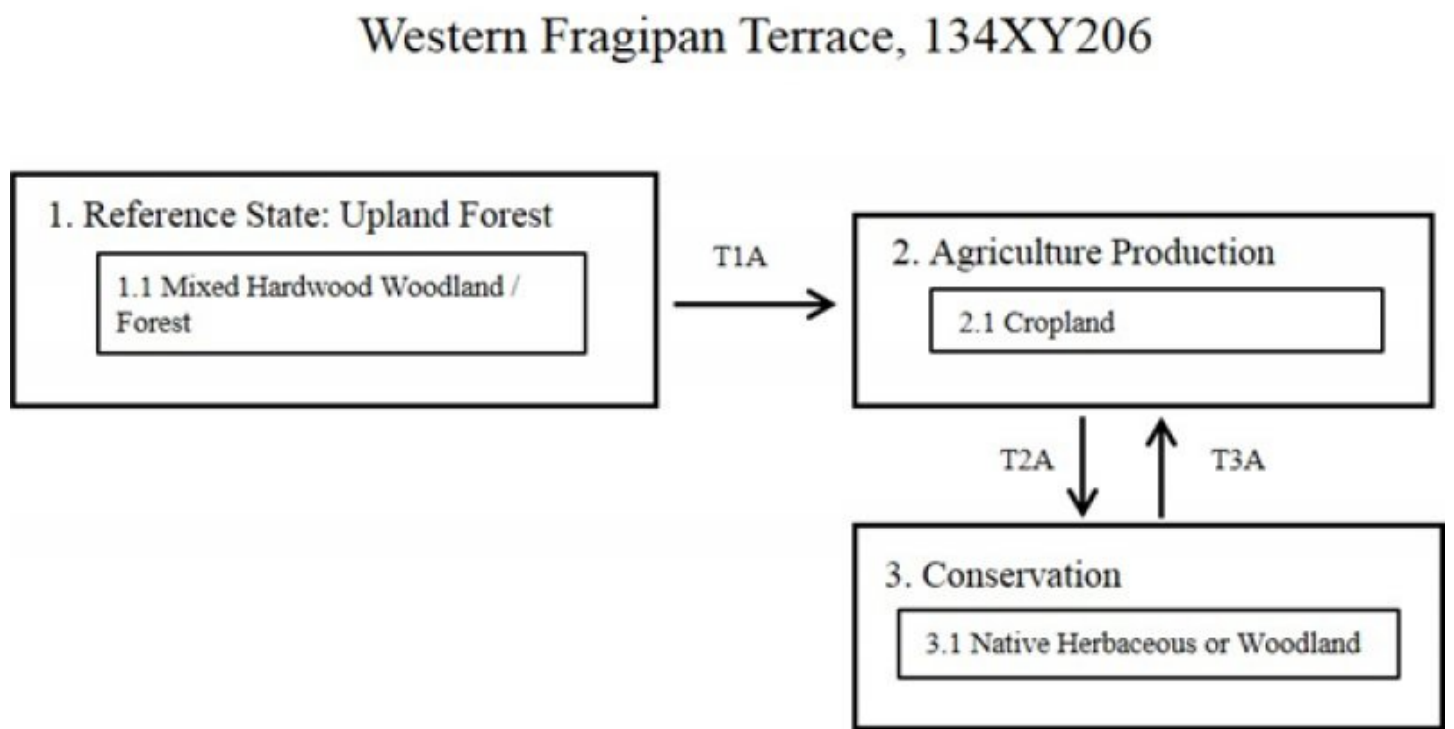 Western Fragipan Terrace, 134XY206
1. Reference State: Upland Forest
1.1 Mixed Hardwood Woodland /
Forest
T1A
2. Agriculture Production
2.1 Cropland
T2A
T3A
3. Conservation
3.1 Native Herbaceous or Woodland